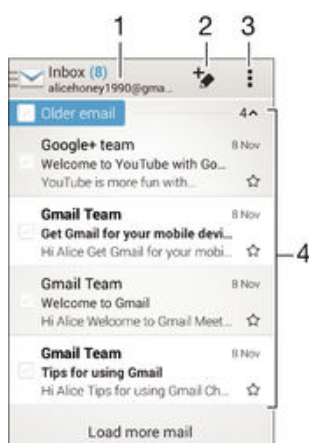 1 2 3
Inbox (8)
alicehoney1990@gma...
Older email 4
Google+ team 8 Nov
Welcome to YouTube with Go...
YouTube is more fun with...
Gmail Team 8 Nov
Get Gmail for your mobile devi...
Hi Alice Get Gmail for your mobi...
4
Gmail Team 8 Nov
Welcome to Gmail
Hi Alice Welcome to Gmail Meet...
Gmail Team 8 Nov
Tips for using Gmail
Hi Alice Tips for using Gmail Ch...
Load more mail